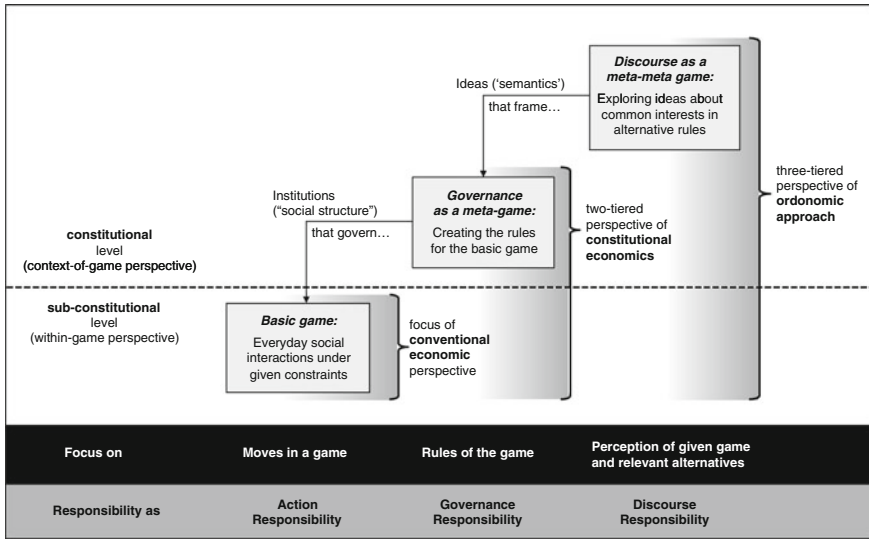 Discourse as a
meta-meta game:
Exploring ideas about
common interests in
alternative rules
Ideas (‘semantics’)
that frame…
three-tiered
perspective of
ordonomic
approach
Governance
as a meta-game:
Creating the rules
for the basic game
Institutions
(“social structure”)
that govern…
two-tiered
perspective of
constitutional
economics
constitutional
level
(context-of-game perspective)
sub-constitutional
level
(within-game perspective)
Basic game:
Everyday social
interactions under
given constraints
focus of
conventional
economic
perspective
Focus on
Moves in a game
Rules of the game
Perception of given game
and relevant alternatives
Responsibility as
Action
Responsibility
Governance
Responsibility
Discourse
Responsibility